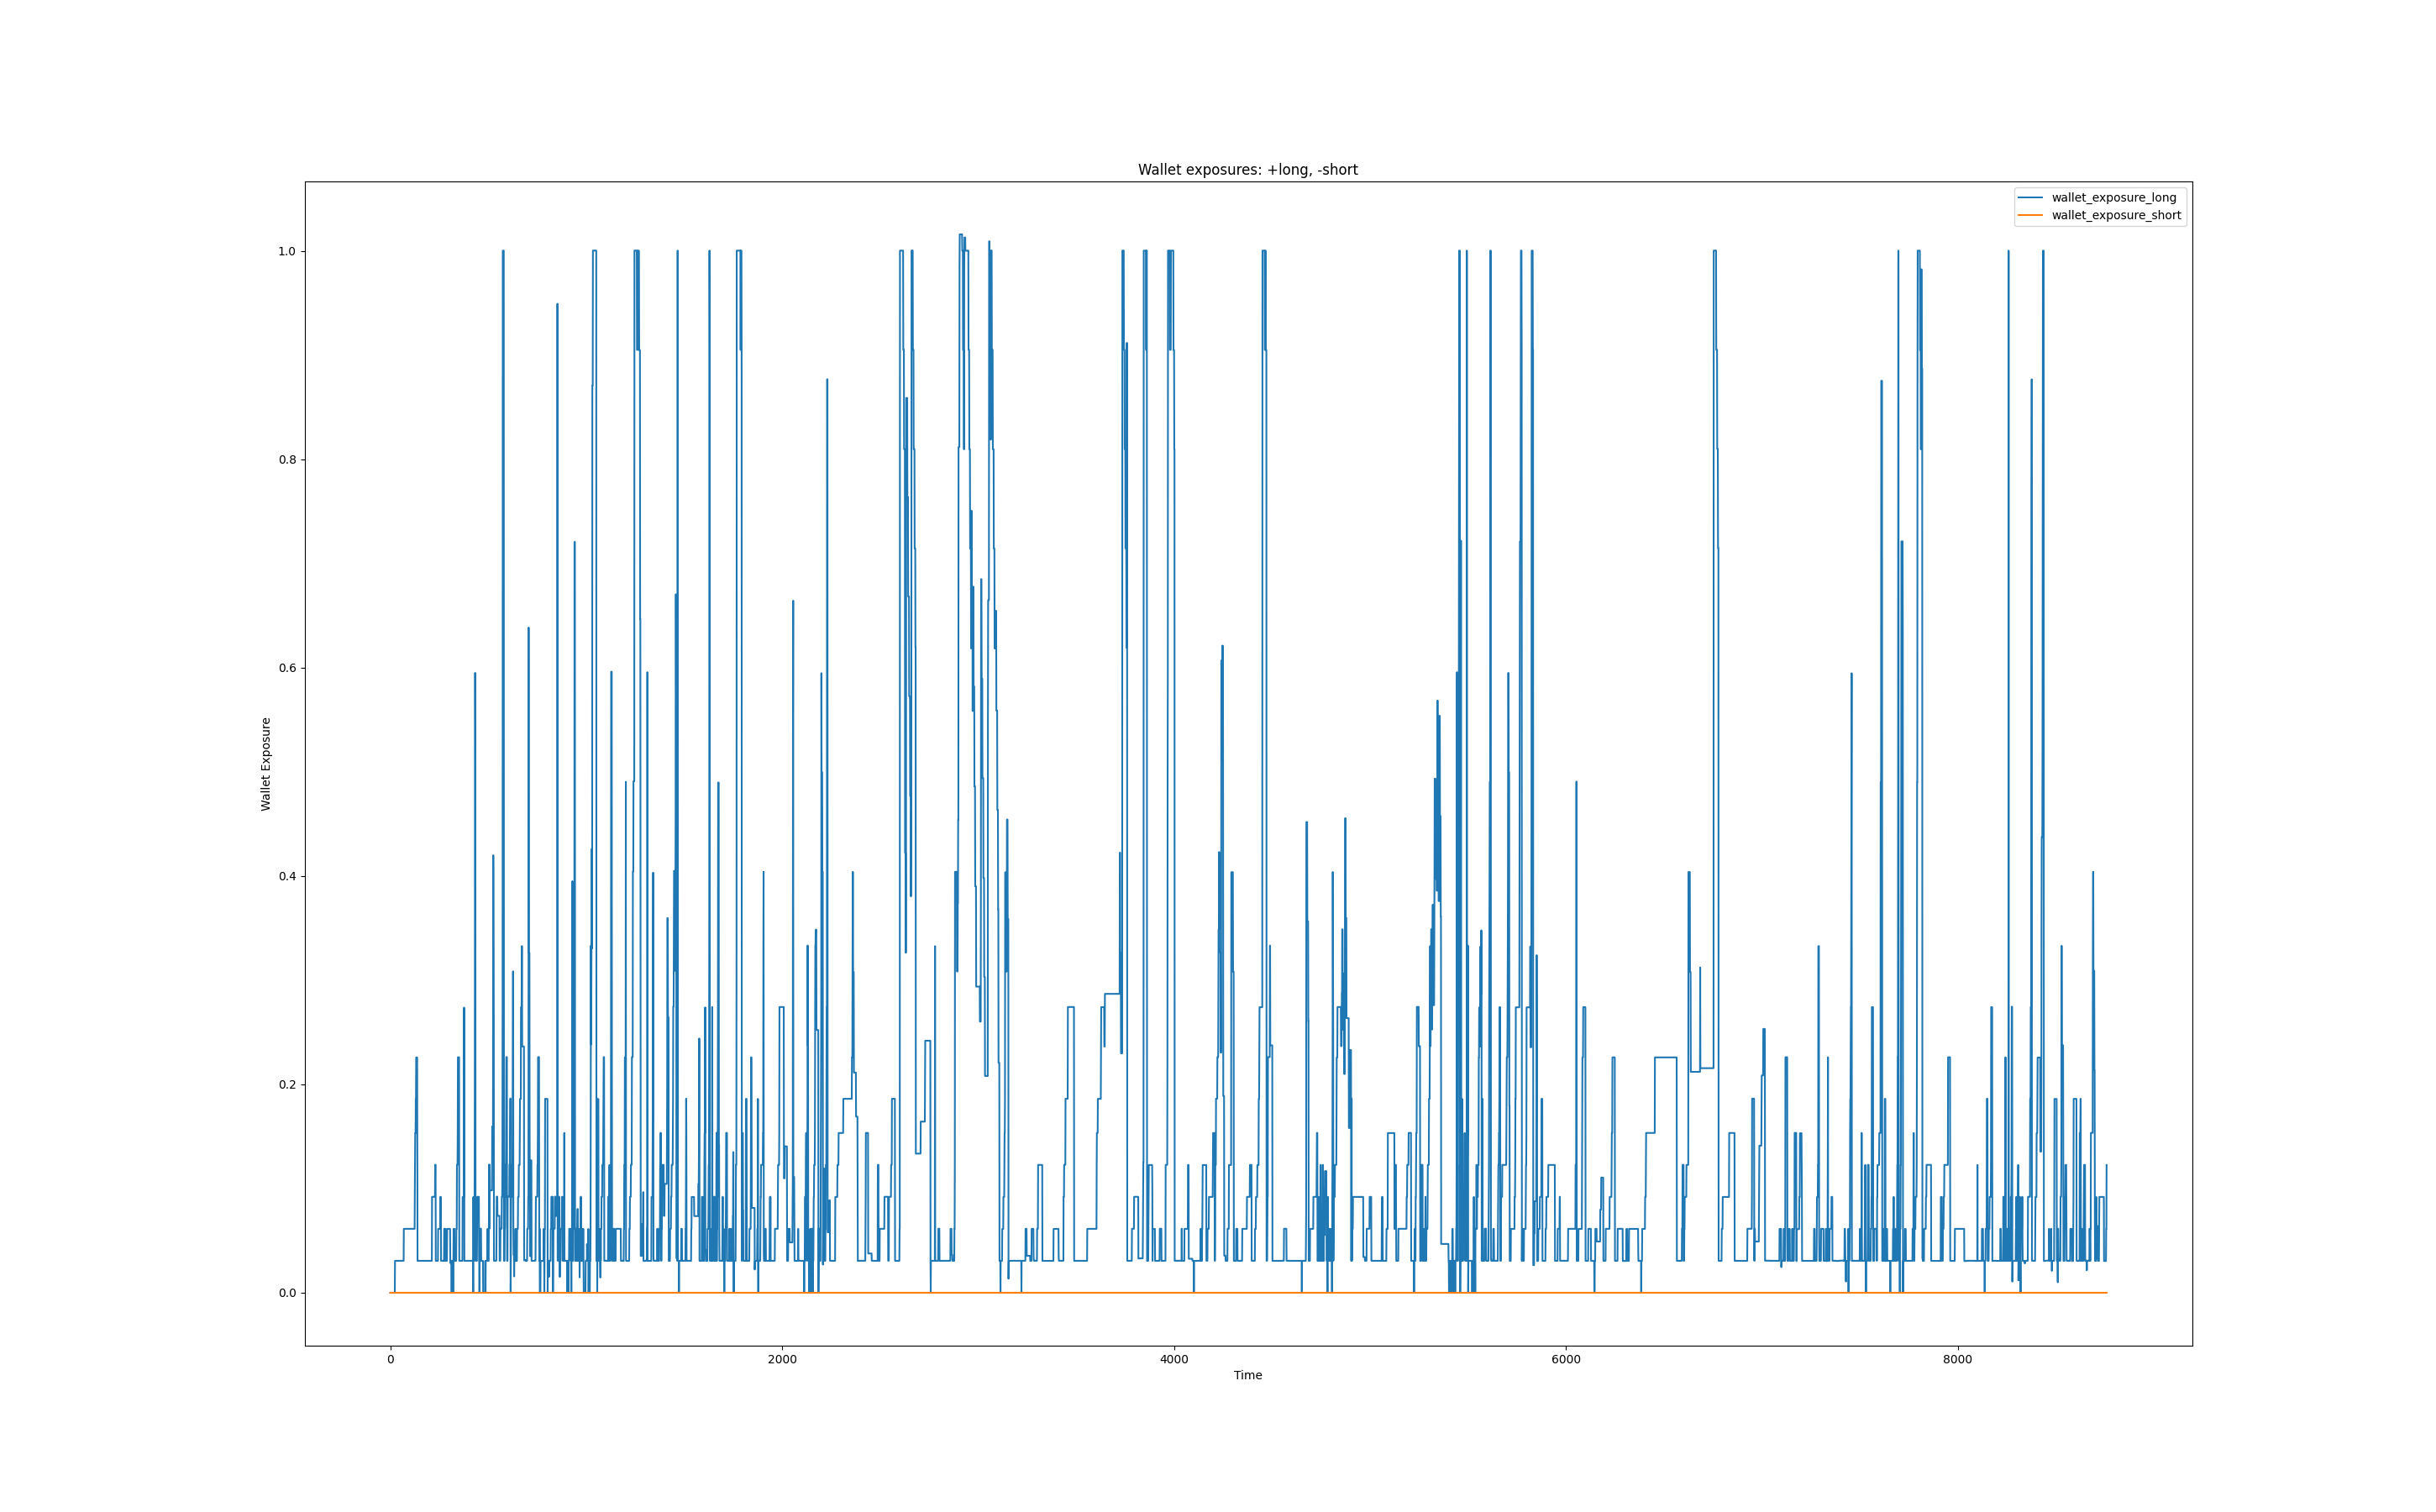 Wallet exposures: +long, -short
wallet_exposure_long
wallet_exposure_short
1.0
0.8
0.6
0.4
0.2
0.0
Wallet Exposure
0
2000
4000
6000
8000
Time